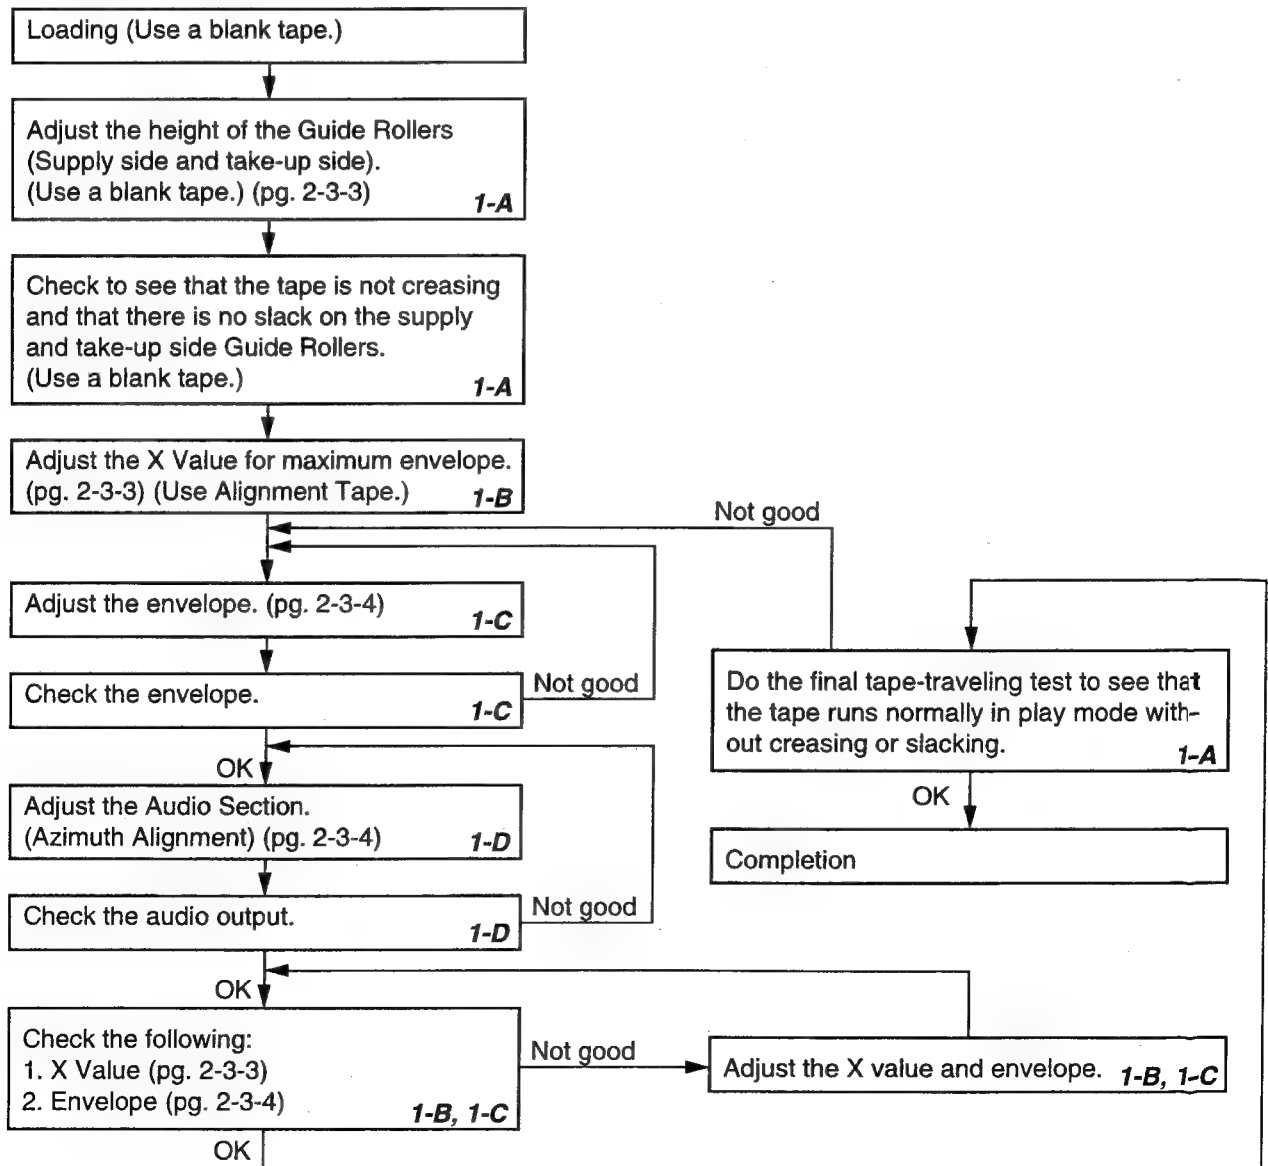 Loading (Use a blank tape.)
Adjust the height of the Guide Rollers
(Supply side and take-up side).
(Use a blank tape.) (pg. 2-3-3)
1-A
Check to see that the tape is not creasing
and that there is no slack on the supply
and take-up side Guide Rollers.
(Use a blank tape.)
1-A
Adjust the X Value for maximum envelope.
(pg. 2-3-3) (Use Alignment Tape.)
1-B
Adjust the envelope. (pg. 2-3-4)
1-C
Check the envelope.
1-C
Not good
OK
Adjust the Audio Section.
(Azimuth Alignment) (pg. 2-3-4)
1-D
Check the audio output.
1-D
Not good
OK
Check the following:
1. X Value (pg. 2-3-3)
2. Envelope (pg. 2-3-4)
1-B, 1-C
Not good
Adjust the X value and envelope.
1-B, 1-C
OK
Not good
Do the final tape-traveling test to see that
the tape runs normally in play mode with-
out creasing or slacking.
1-A
OK
Completion